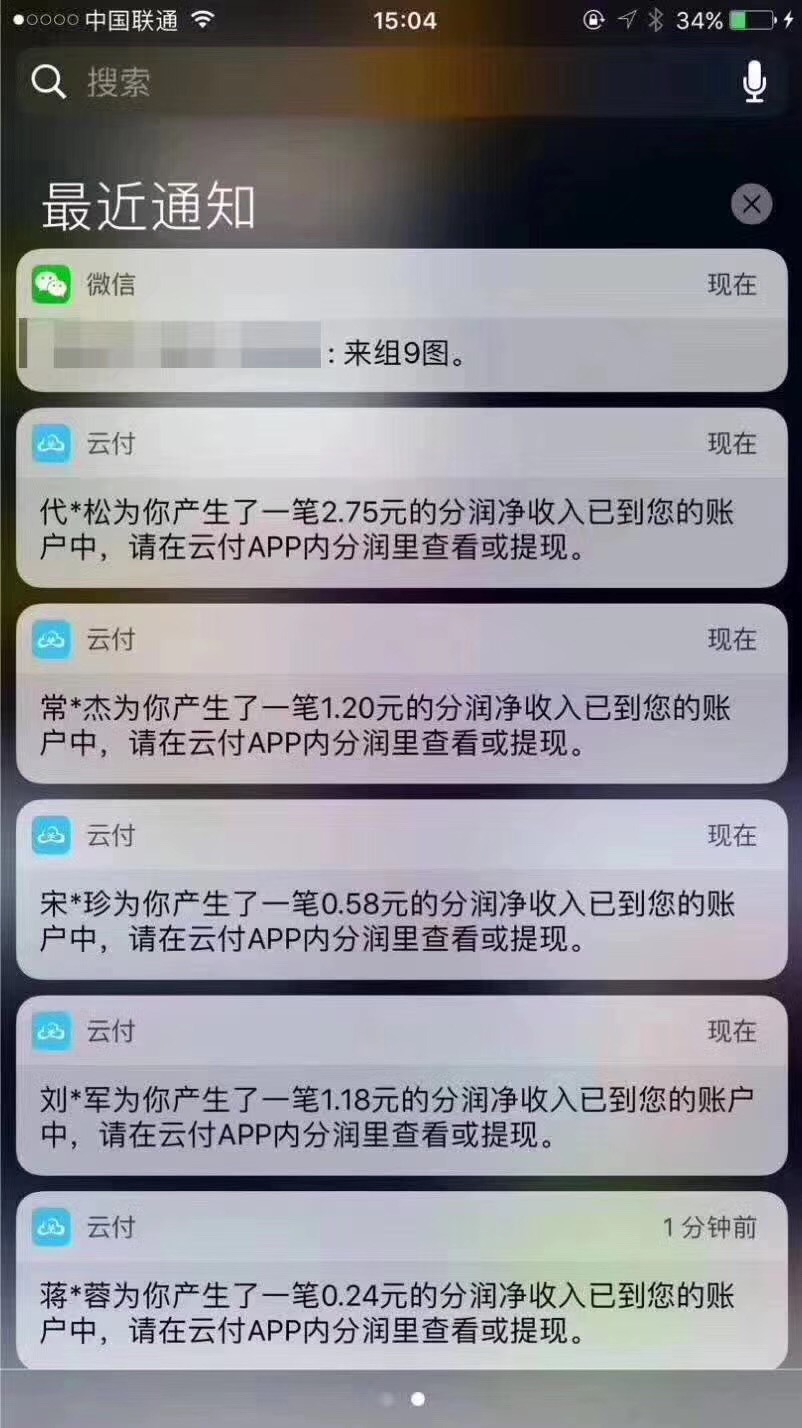 中国联通 15:04 34%
搜索
最近通知
微信 现在
: 来组9图。
云付 现在
代*松为你产生了一笔2.75元的分润净收入已到您的账
户中，请在云付APP内分润里查看或提现。
云付 现在
常*杰为你产生了一笔1.20元的分润净收入已到您的账
户中，请在云付APP内分润里查看或提现。
云付 现在
宋*珍为你产生了一笔0.58元的分润净收入已到您的账
户中，请在云付APP内分润里查看或提现。
云付 现在
刘*军为你产生了一笔1.18元的分润净收入已到您的账户
中，请在云付APP内分润里查看或提现。
云付 1 分钟前
蒋*蓉为你产生了一笔0.24元的分润净收入已到您的账
户中，请在云付APP内分润里查看或提现。